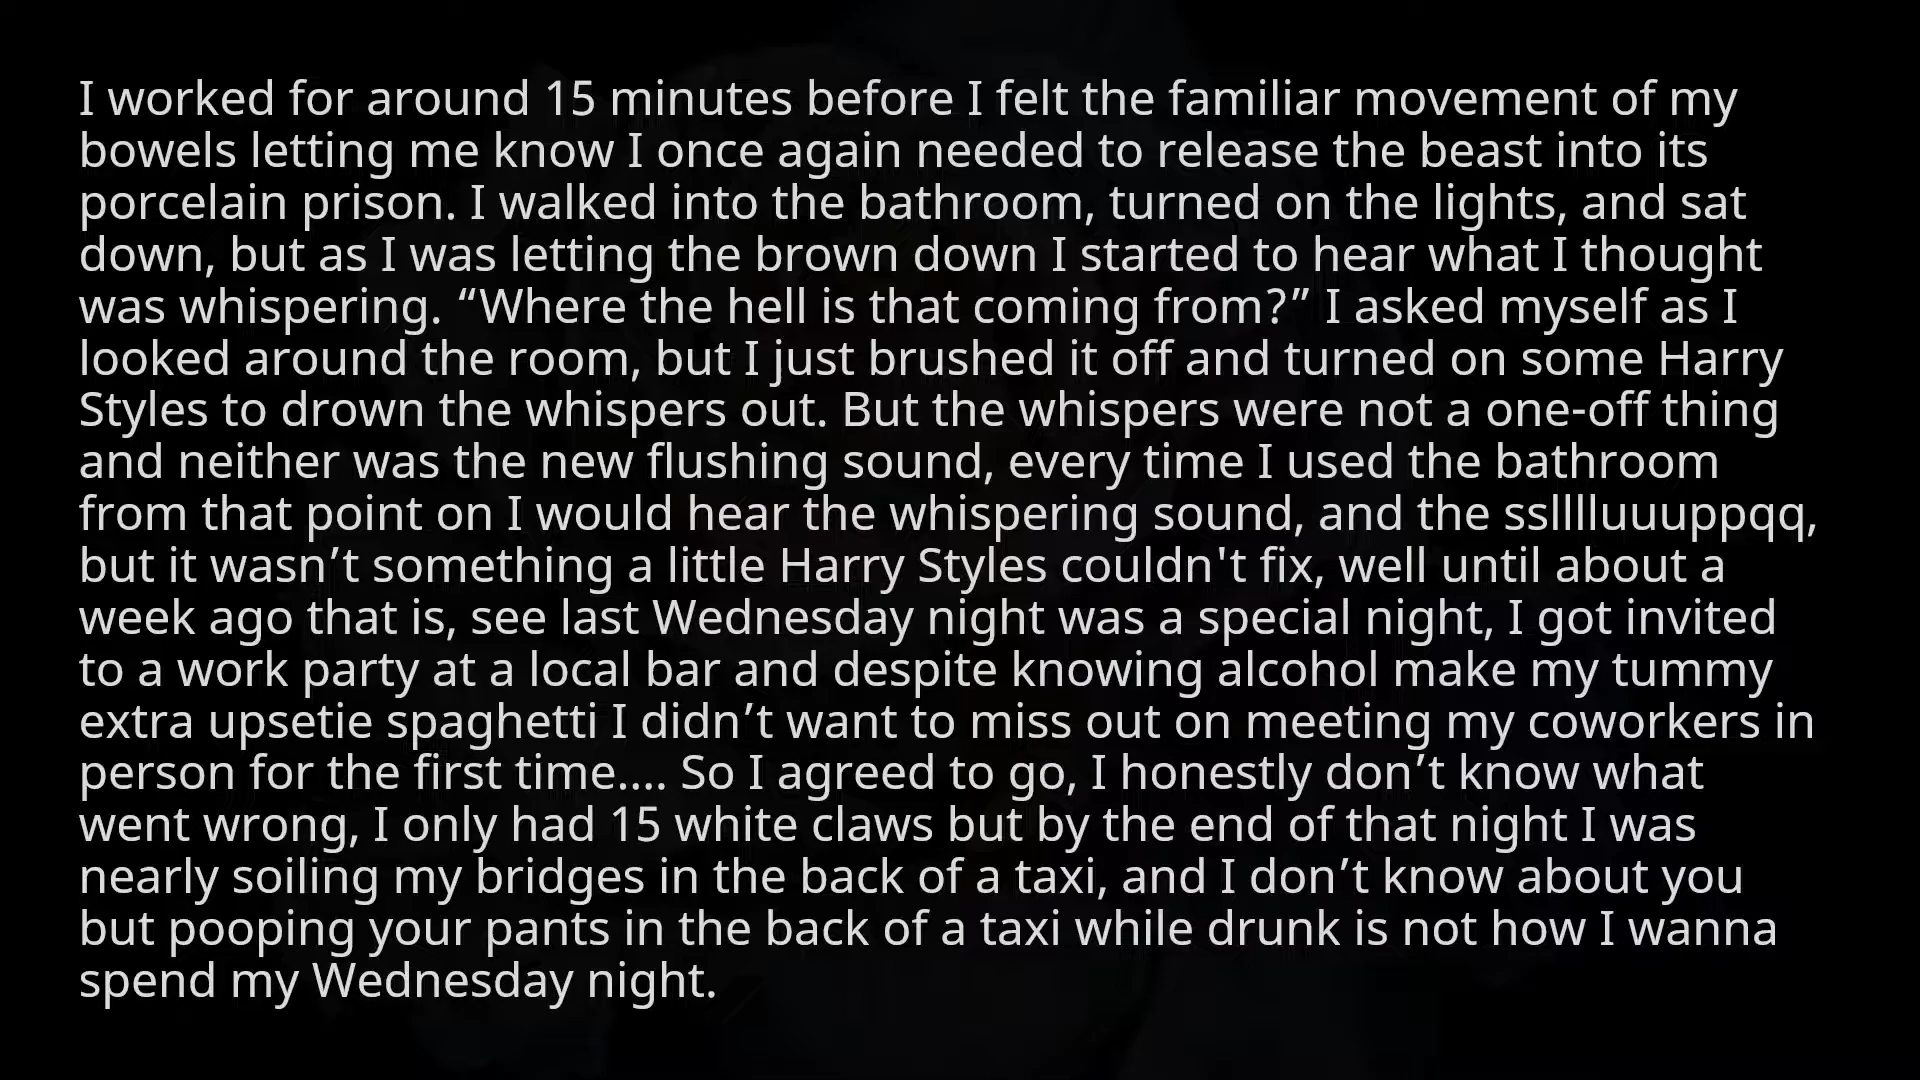 I worked for around 15 minutes before I felt the familiar movement of my
bowels letting me know I once again needed to release the beast into its
porcelain prison. I walked into the bathroom, turned on the lights, and sat
down, but as I was letting the brown down I started to hear what I thought
was whispering. “Where the hell is that coming from?” I asked myself as I
looked around the room, but I just brushed it off and turned on some Harry
Styles to drown the whispers out. But the whispers were not a one-off thing
and neither was the new flushing sound, every time I used the bathroom
from that point on I would hear the whispering sound, and the sslllluuuppqq,
but it wasn’t something a little Harry Styles couldn't fix, well until about a
week ago that is, see last Wednesday night was a special night, I got invited
to a work party at a local bar and despite knowing alcohol make my tummy
extra upsetie spaghetti I didn’t want to miss out on meeting my coworkers in
person for the first time.... So I agreed to go, I honestly don’t know what
went wrong, I only had 15 white claws but by the end of that night I was
nearly soiling my bridges in the back of a taxi, and I don’t know about you
but pooping your pants in the back of a taxi while drunk is not how I wanna
spend my Wednesday night.